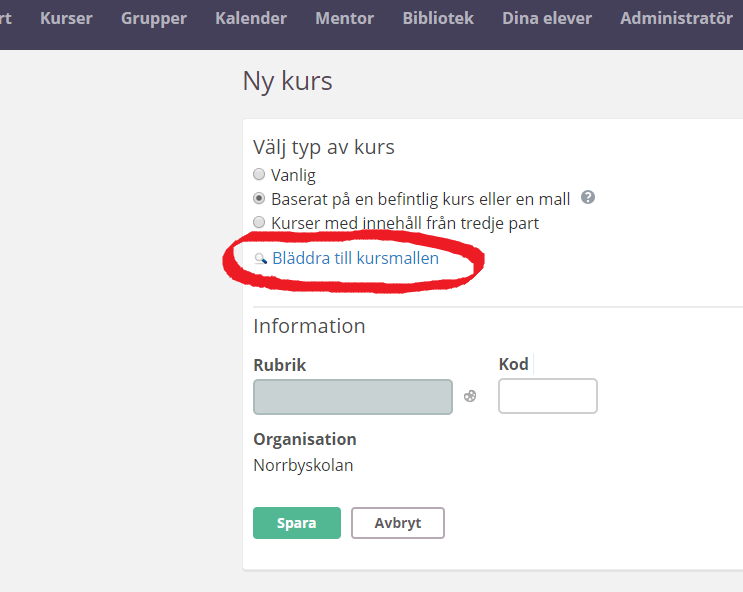 rt Kurser Grupper Kalender Mentor Bibliotek Dina elever Administratör
Ny kurs
Välj typ av kurs
Vanlig
Baserat på en befintlig kurs eller en mall ?
Kurser med innehåll från tredje part
Bläddra till kursmallen
Information
Rubrik Kod
Organisation
Norrbyskolan
Spara Avbryt